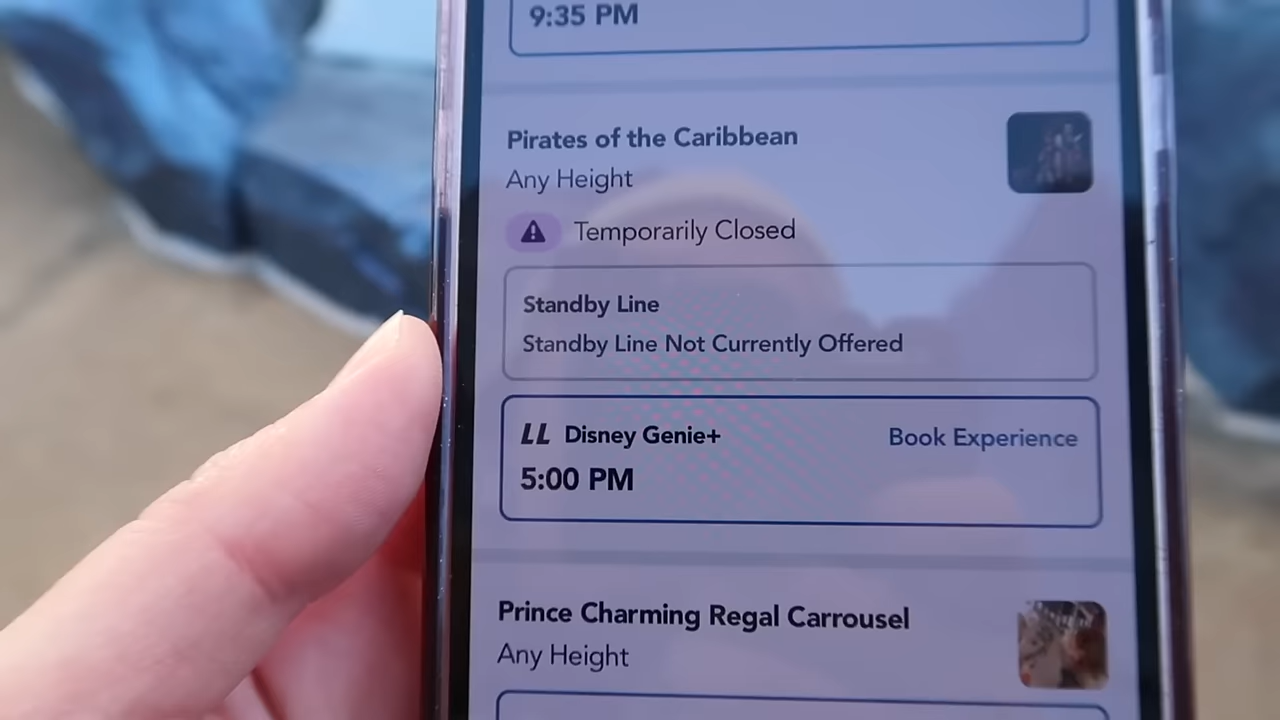 9:35 PM
Pirates of the Caribbean
Any Height
Temporarily Closed
Standby Line
Standby Line Not Currently Offered
LL Disney Genie+ Book Experience
5:00 PM
Prince Charming Regal Carrousel
Any Height